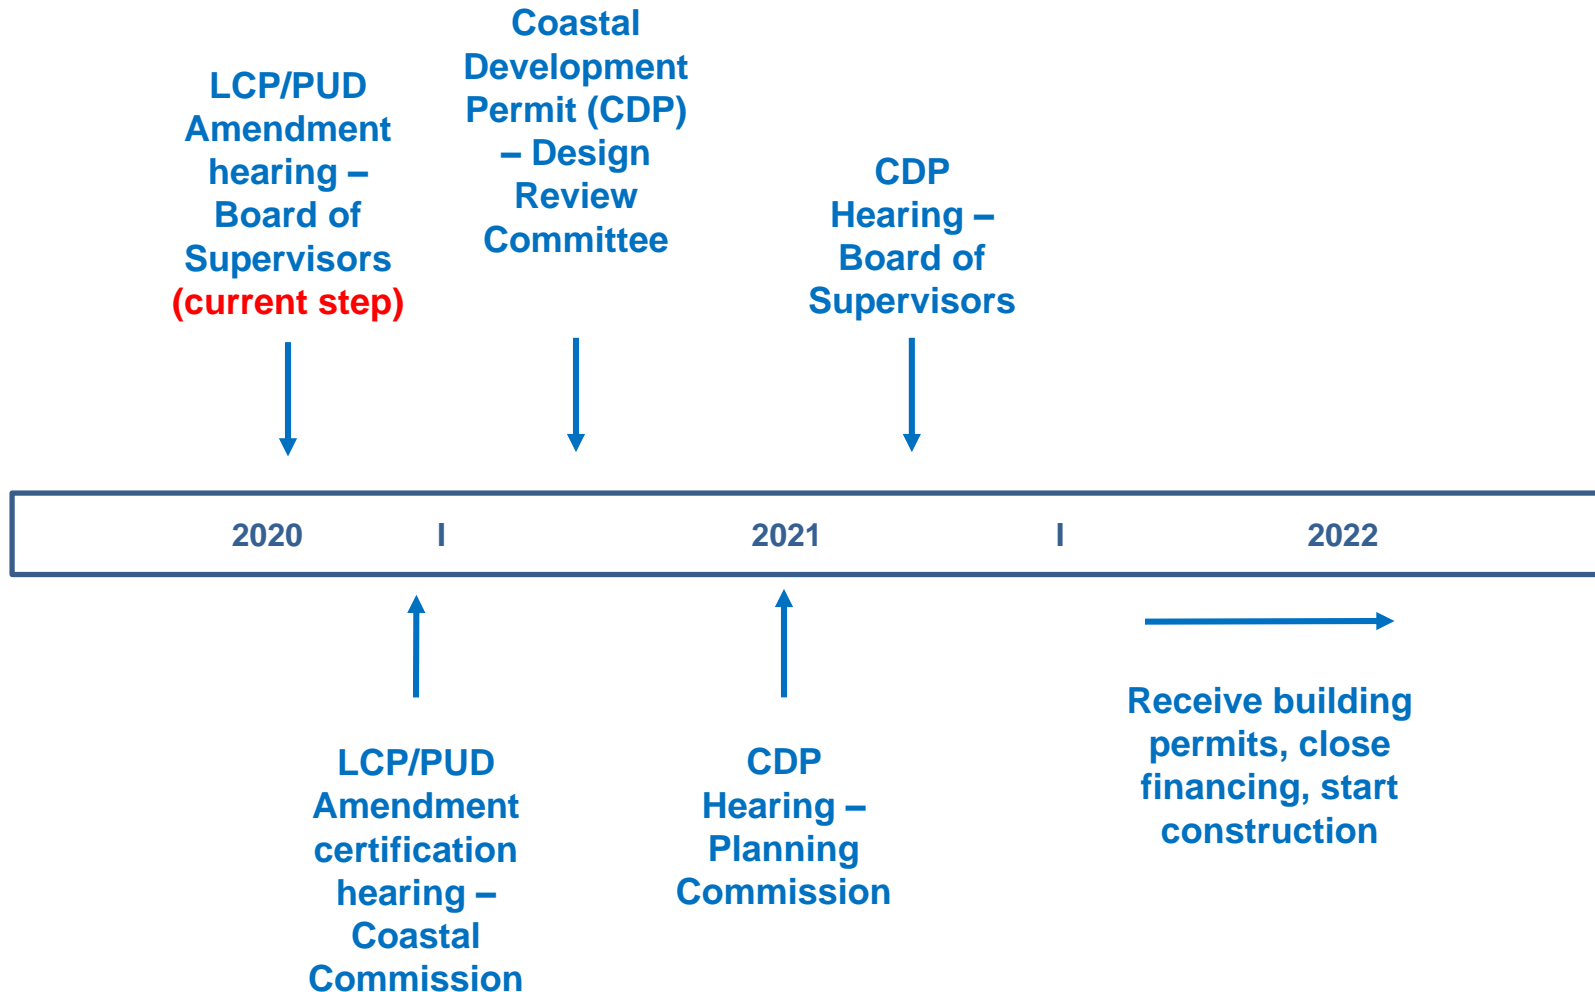 LCP/PUD
Amendment
hearing –
Board of
Supervisors
(current step)
Coastal
Development
Permit (CDP)
– Design
Review
Committee
CDP
Hearing –
Board of
Supervisors
2020 I 2021 I 2022
LCP/PUD
Amendment
certification
hearing –
Coastal
Commission
CDP
Hearing –
Planning
Commission
Receive building
permits, close
financing, start
construction